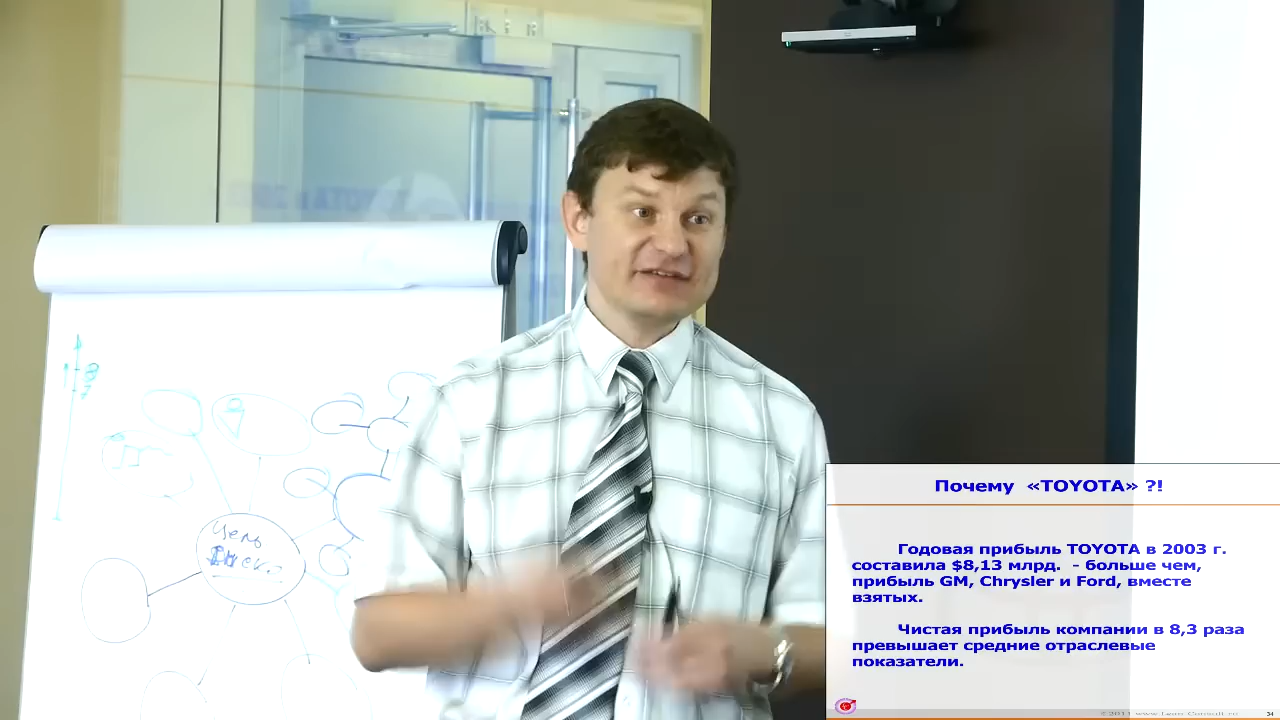 Цель
Почему «TOYOTA» ?!
Годовая прибыль TOYOTA в 2003 г.
составила $8,13 млрд. - больше чем,
прибыль GM, Chrysler и Ford, вместе
взятых.
Чистая прибыль компании в 8,3 раза
превышает средние отраслевые
показатели.
34